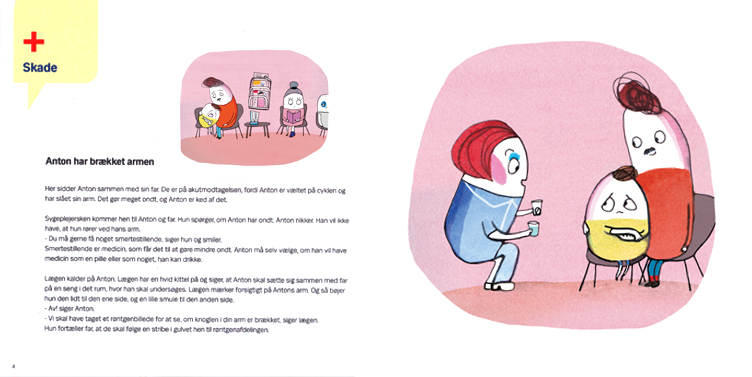 Skade
Anton har brækket armen
Her sidder Anton sammen med sin far. De er på akutmodtagelsen, fordi Anton er væltet på cyklen og
har slået sin arm. Det gør meget ondt, og Anton er ked af det.
Sygeplejersken kommer hen til Anton og far. Hun spørger, om Anton har ondt. Anton nikker. Han vil ikke
have, at hun rører ved hans arm.
- Du må gerne få noget smertestillende, siger hun og smiler.
Smertestillende er medicin, som får det til at gøre mindre ondt. Anton må selv vælge, om han vil have
medicin som en pille eller som noget, han kan drikke.
Lægen kalder på Anton. Lægen har en hvid kittel på og siger, at Anton skal sætte sig sammen med far
på en seng i det rum, hvor han skal undersøges. Lægen mærker forsigtigt på Antons arm. Og så bøjer
hun den lidt til den ene side, og en lille smule til den anden side.
- Av! siger Anton.
- Vi skal have taget et røntgenbillede for at se, om knoglen i din arm er brækket, siger lægen.
Hun fortæller far, at de skal følge en stribe i gulvet hen til røntgenafdelingen.
4